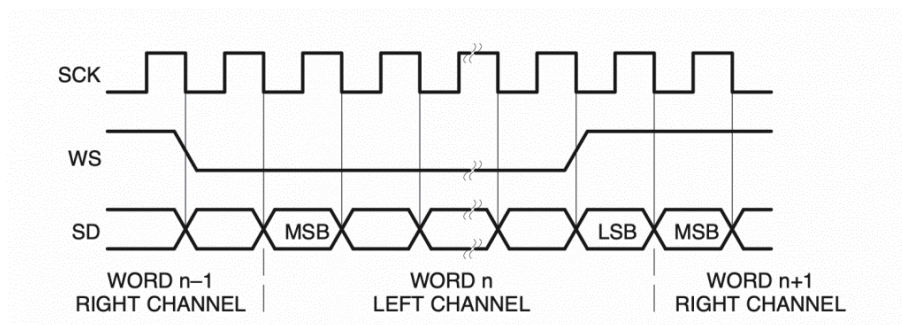 SCK
WS
SD
MSB
LSB
MSB
WORD n–1
RIGHT CHANNEL
WORD n
LEFT CHANNEL
WORD n+1
RIGHT CHANNEL